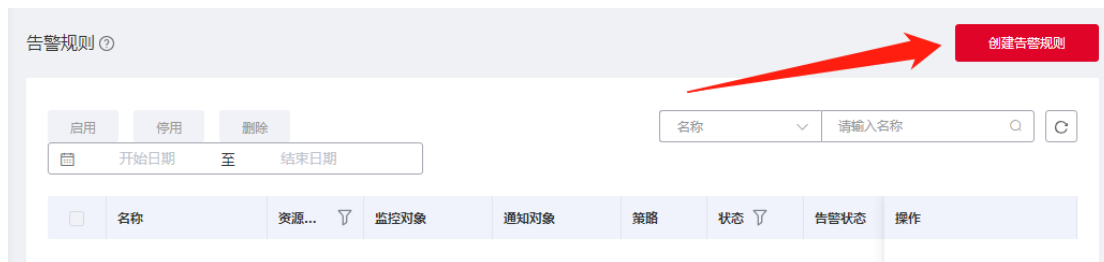 告警规则 ?
创建告警规则
启用 停用 删除 名称 请输入名称
开始日期 至 结束日期
名称 资源... 监控对象 通知对象 策略 状态 告警状态 操作